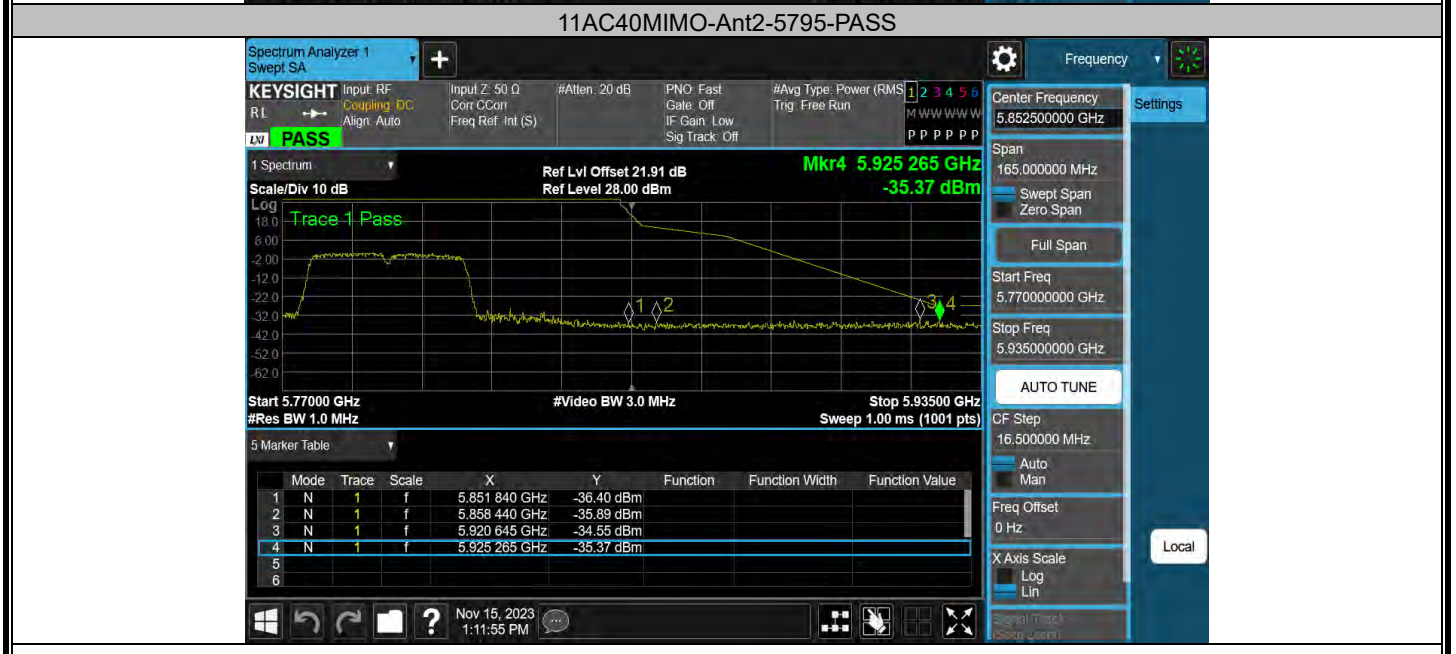 11AC40MIMO-Ant2-5795-PASS
Spectrum Analyzer 1
Swept SA
+
Frequency
KEYSIGHT
RL
LXI PASS
Input: RF
Coupling: DC
Align: Auto
Input Z: 50 Ω
Corr CCorr
Freq Ref: Int (S)
#Atten: 20 dB
PNO: Fast
Gate: Off
IF Gain: Low
Sig Track: Off
#Avg Type: Power (RMS
Trig: Free Run
1 2 3 4 5 6
M W W W W W
P P P P P P
1 Spectrum
Scale/Div 10 dB
Ref Lvl Offset 21.91 dB
Ref Level 28.00 dBm
Mkr4 5.925 265 GHz
-35.37 dBm
Log
Trace 1 Pass
18.0
8.00
-2.00
-12.0
-22.0
-32.0
-42.0
-52.0
-62.0
1
2
3
4
Start 5.77000 GHz
#Video BW 3.0 MHz
Stop 5.93500 GHz
#Res BW 1.0 MHz
Sweep 1.00 ms (1001 pts)
5 Marker Table
Mode Trace Scale X Y Function Function Width Function Value
1 N 1 f 5.851 840 GHz -36.40 dBm
2 N 1 f 5.858 440 GHz -35.89 dBm
3 N 1 f 5.920 645 GHz -34.55 dBm
4 N 1 f 5.925 265 GHz -35.37 dBm
5
6
?
Nov 15, 2023
1:11:55 PM
Center Frequency
5.852500000 GHz
Settings
Span
165.000000 MHz
Swept Span
Zero Span
Full Span
Start Freq
5.770000000 GHz
Stop Freq
5.935000000 GHz
AUTO TUNE
CF Step
16.500000 MHz
Auto
Man
Freq Offset
0 Hz
X Axis Scale
Log
Lin
Local
Signal Track
(Span Zoom)